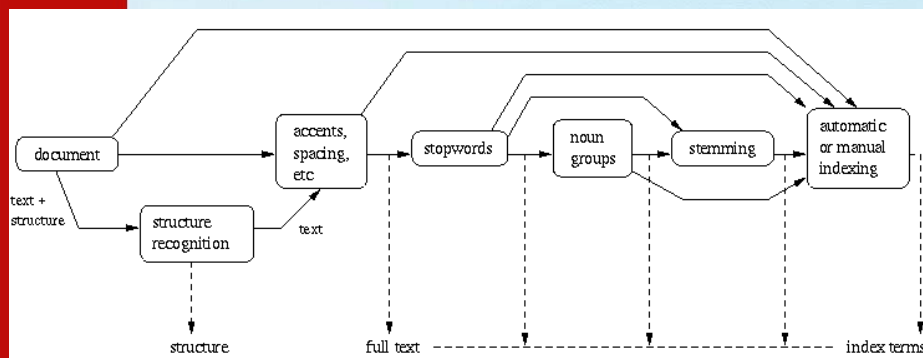 document
text +
structure
structure
recognition
text
accents,
spacing,
etc
stopwords
noun
groups
stemming
automatic
or manual
indexing
structure
full text
index terms